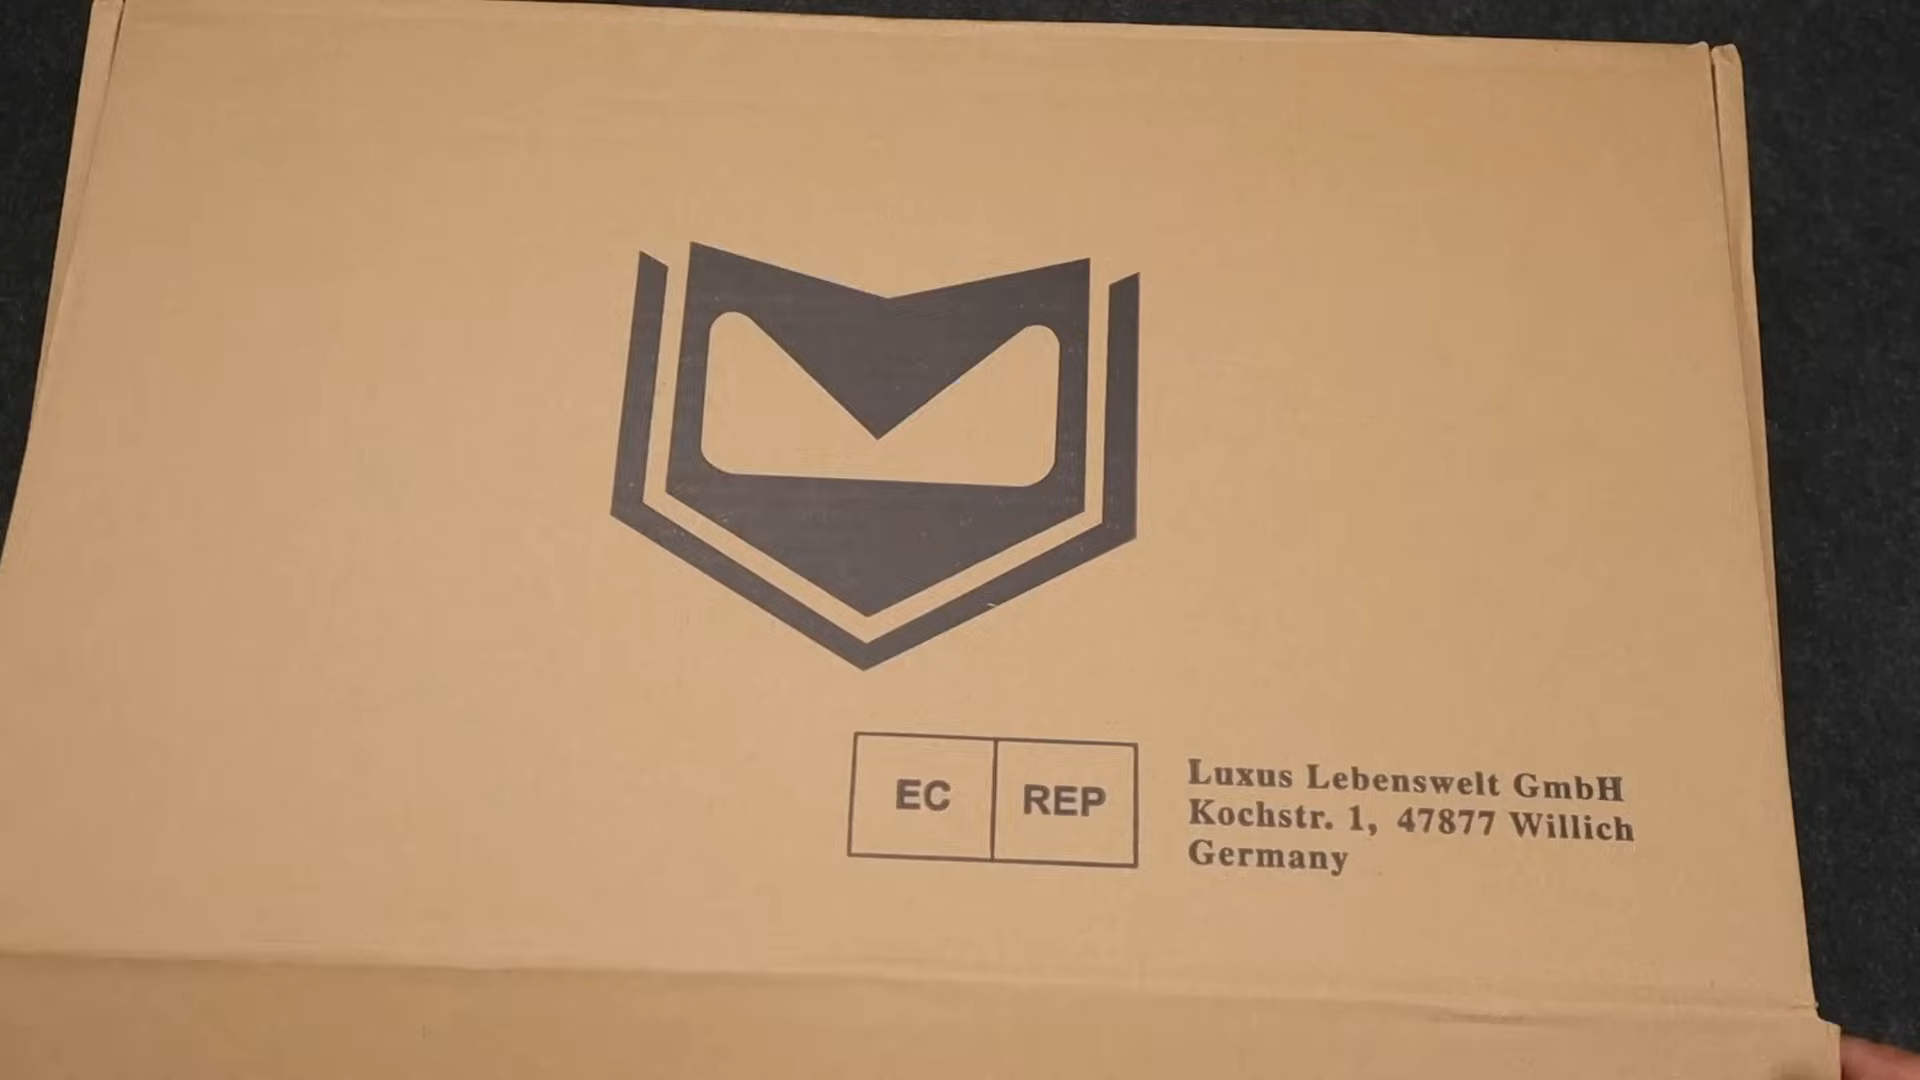 EC REP
Luxus Lebenswelt GmbH
Kochstr. 1, 47877 Willich
Germany